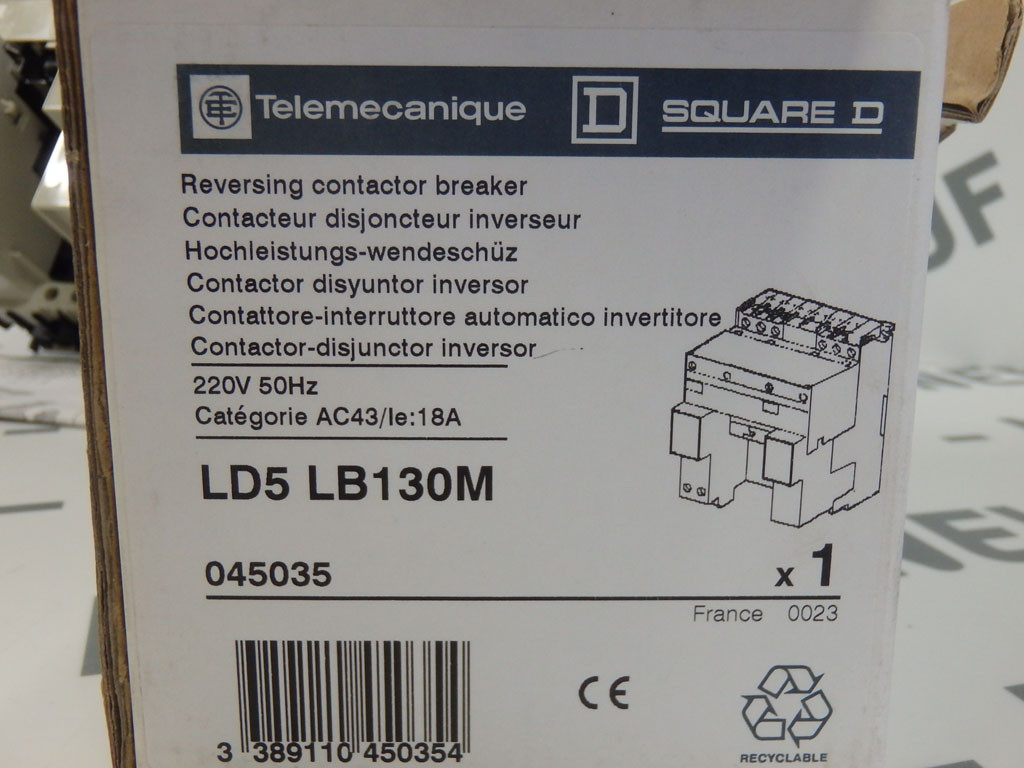 Telemecanique D SQUARE D
Reversing contactor breaker
Contacteur disjoncteur inverseur
Hochleistungs-wendeschüz
Contactor disyuntor inversor
Contattore-interruttore automatico invertitore
Contactor-disjunctor inversor
220V 50Hz
Catégorie AC43/Ie:18A
LD5 LB130M
045035 x 1
France 0023
CE
3 389110 450354
RECYCLABLE